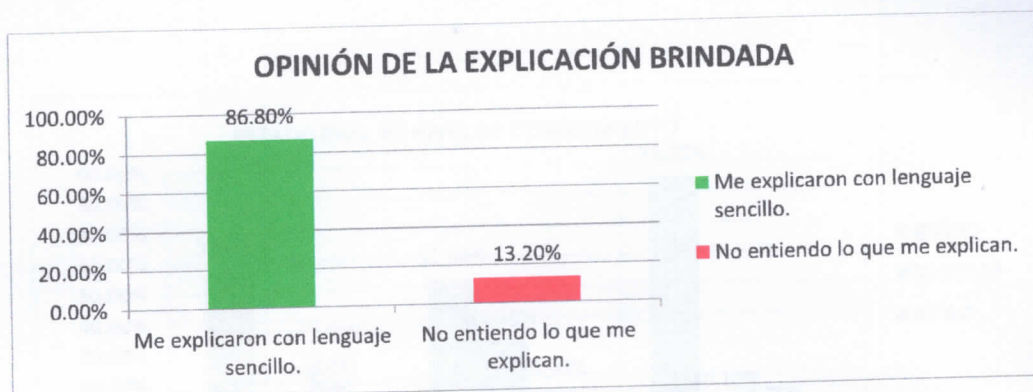 OPINIÓN DE LA EXPLICACIÓN BRINDADA
100.00%
80.00%
60.00%
40.00%
20.00%
0.00%
86.80%
13.20%
Me explicaron con lenguaje
sencillo.
No entiendo lo que me
explican.
Me explicaron con lenguaje
sencillo.
No entiendo lo que me explican.